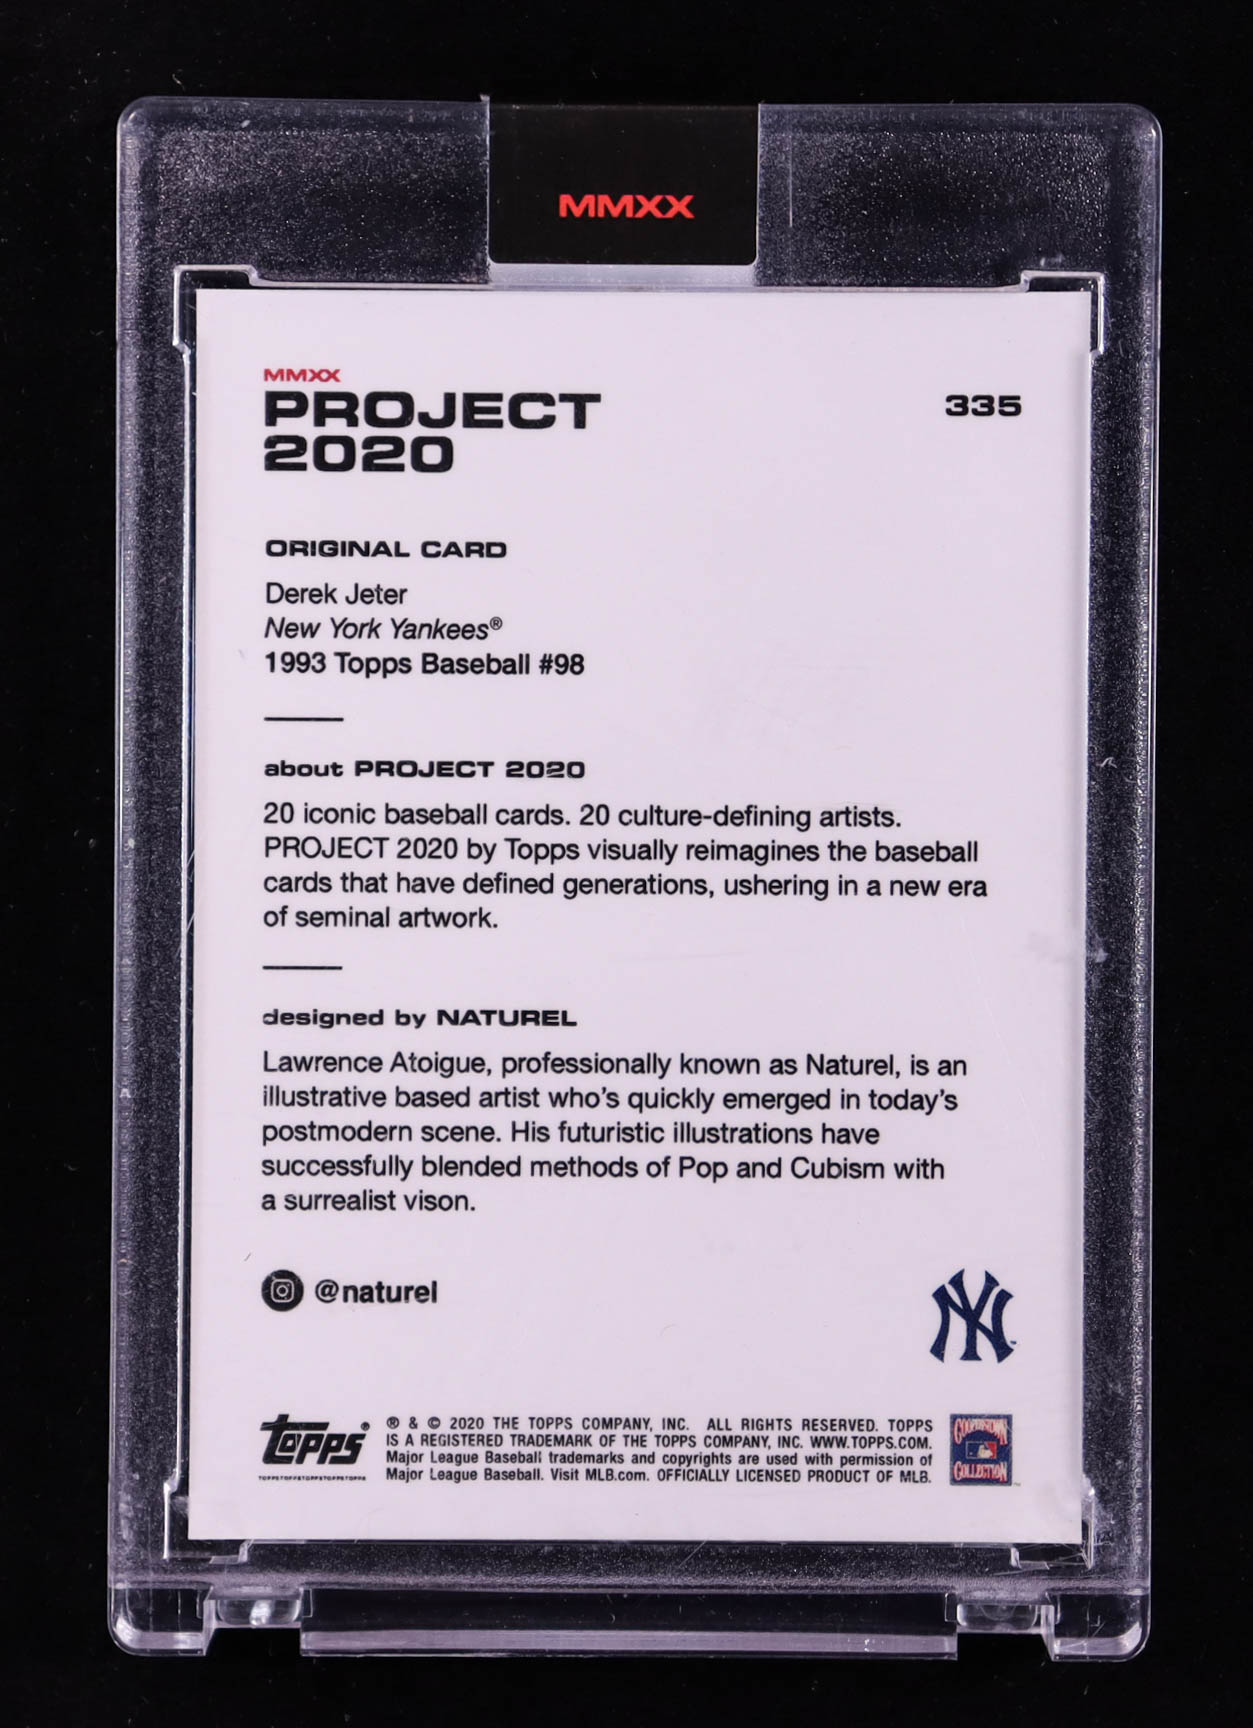 MMXX
MMXX
PROJECT
2020
335
ORIGINAL CARD
Derek Jeter
New York Yankees®
1993 Topps Baseball #98
about PROJECT 2020
20 iconic baseball cards. 20 culture-defining artists.
PROJECT 2020 by Topps visually reimagines the baseball
cards that have defined generations, ushering in a new era
of seminal artwork.
designed by NATUREL
Lawrence Atoigue, professionally known as Naturel, is an
illustrative based artist who's quickly emerged in today's
postmodern scene. His futuristic illustrations have
successfully blended methods of Pop and Cubism with
a surrealist vison.
@naturel
NY
Topps®
TOPPSTOPPSTOPPSTOPPSTOPPS
® & © 2020 THE TOPPS COMPANY, INC. ALL RIGHTS RESERVED. TOPPS
IS A REGISTERED TRADEMARK OF THE TOPPS COMPANY, INC. WWW.TOPPS.COM.
Major League Baseball trademarks and copyrights are used with permission of
Major League Baseball. Visit MLB.com. OFFICIALLY LICENSED PRODUCT OF MLB.
COOPERSTOWN
COLLECTION